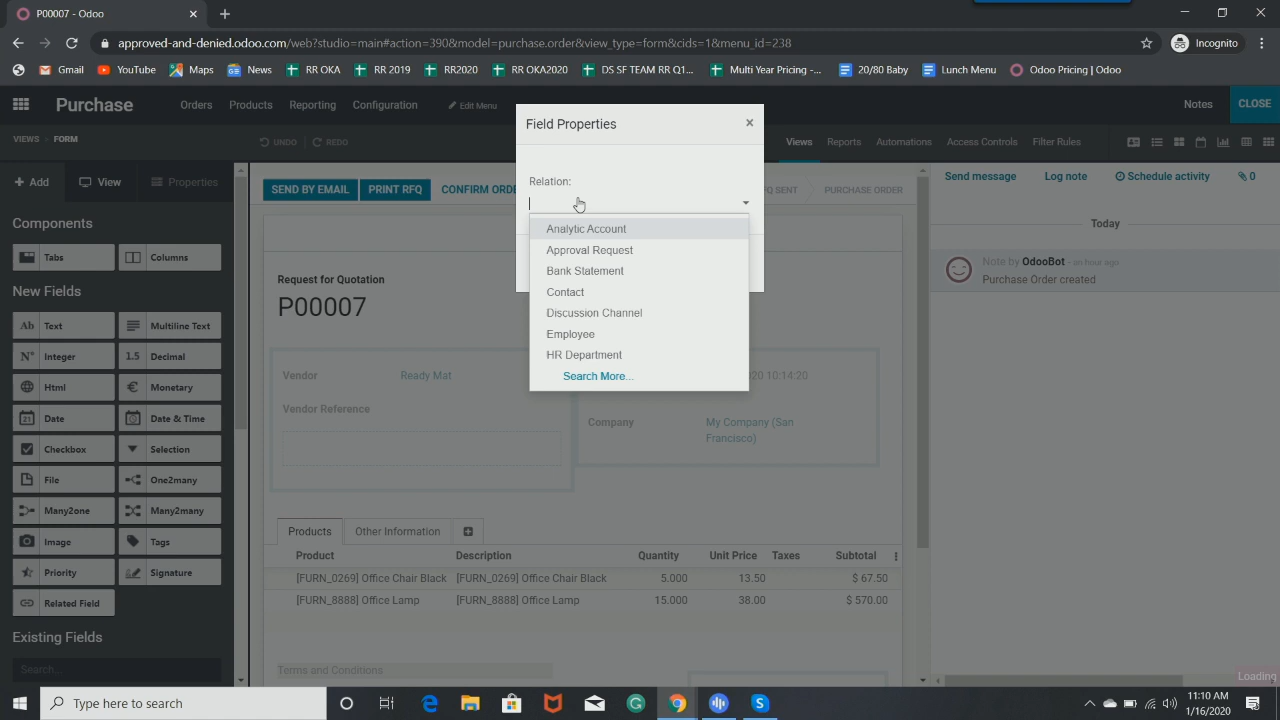 P00007 - Odoo
approved-and-denied.odoo.com/web?studio=main#action=390&model=purchase.order&view_type=form&cids=1&menu_id=238
Incognito
Gmail
YouTube
Maps
News
RR OKA
RR 2019
RR2020
RR OKA2020
DS SF TEAM RR Q1...
Multi Year Pricing -...
20/80 Baby
Lunch Menu
Odoo Pricing | Odoo
Purchase
Orders
Products
Reporting
Configuration
Edit Menu
Notes
CLOSE
VIEWS
FORM
UNDO
REDO
Views
Reports
Automations
Access Controls
Filter Rules
Add
View
Properties
Components
Tabs
Columns
New Fields
Ab Text
Multiline Text
N° Integer
1.5 Decimal
Html
€ Monetary
21 Date
Date & Time
Checkbox
Selection
File
One2many
Many2one
Many2many
Image
Tags
Priority
Signature
Related Field
Existing Fields
Search...
SEND BY EMAIL
PRINT RFQ
CONFIRM ORDE
FQ SENT
PURCHASE ORDER
Request for Quotation
P00007
Vendor
Ready Mat
Vendor Reference
020 10:14:20
Company
My Company (San
Francisco)
Products
Other Information
Product
Description
Quantity
Unit Price
Taxes
Subtotal
[FURN_0269] Office Chair Black
[FURN_0269] Office Chair Black
5.000
13.50
$ 67.50
[FURN_8888] Office Lamp
[FURN_8888] Office Lamp
15.000
38.00
$ 570.00
Terms and Conditions
Field Properties
×
Relation:
Analytic Account
Approval Request
Bank Statement
Contact
Discussion Channel
Employee
HR Department
Search More...
Send message
Log note
Schedule activity
0
Today
Note by OdooBot - an hour ago
Purchase Order created
Loading
Type here to search
11:10 AM
1/16/2020